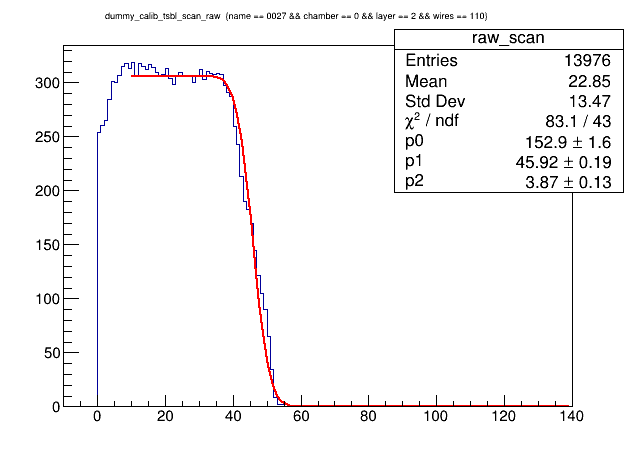 dummy_calib_tsbl_scan_raw (name == 0027 && chamber == 0 && layer == 2 && wires == 110)
raw_scan
Entries 13976
Mean 22.85
Std Dev 13.47
χ² / ndf 83.1 / 43
p0 152.9 ± 1.6
p1 45.92 ± 0.19
p2 3.87 ± 0.13
300
250
200
150
100
50
0
0 20 40 60 80 100 120 140